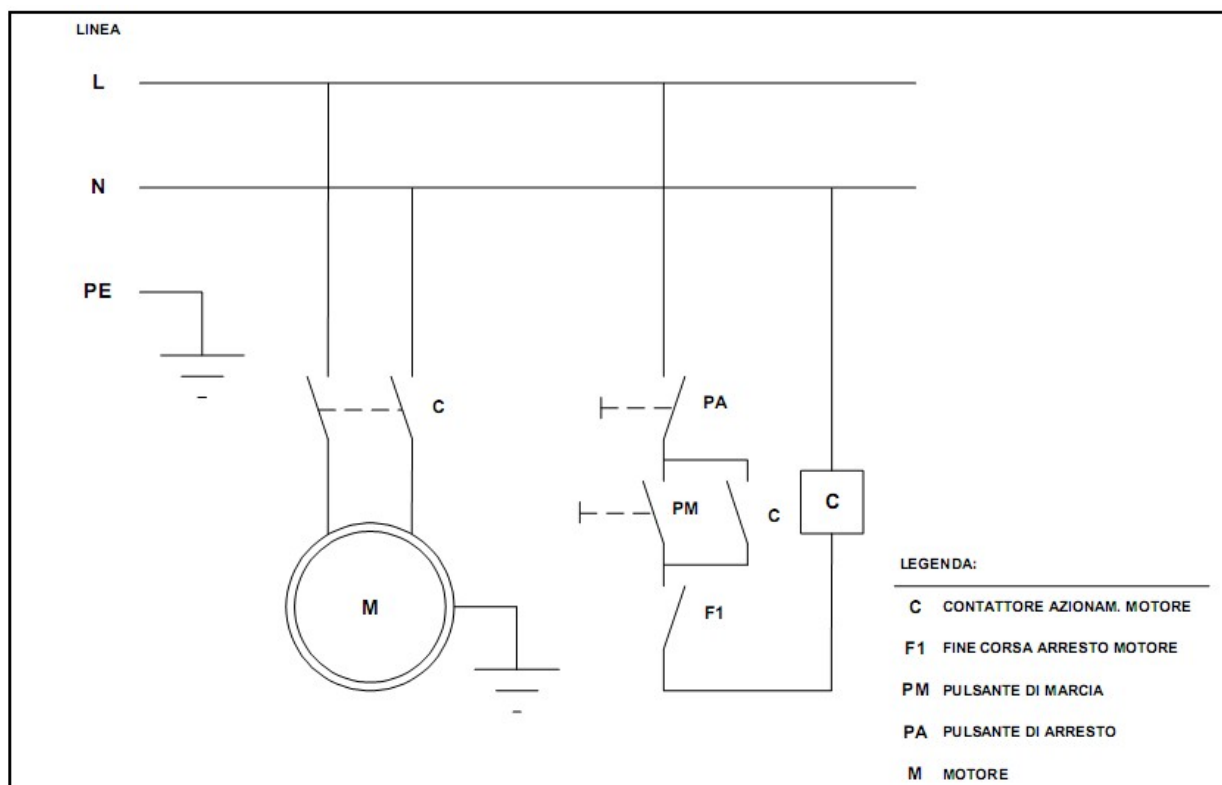 LINEA
L
N
PE
C
PA
PM
C
C
F1
M
LEGENDA:
C CONTATTORE AZIONAM. MOTORE
F1 FINE CORSA ARRESTO MOTORE
PM PULSANTE DI MARCIA
PA PULSANTE DI ARRESTO
M MOTORE